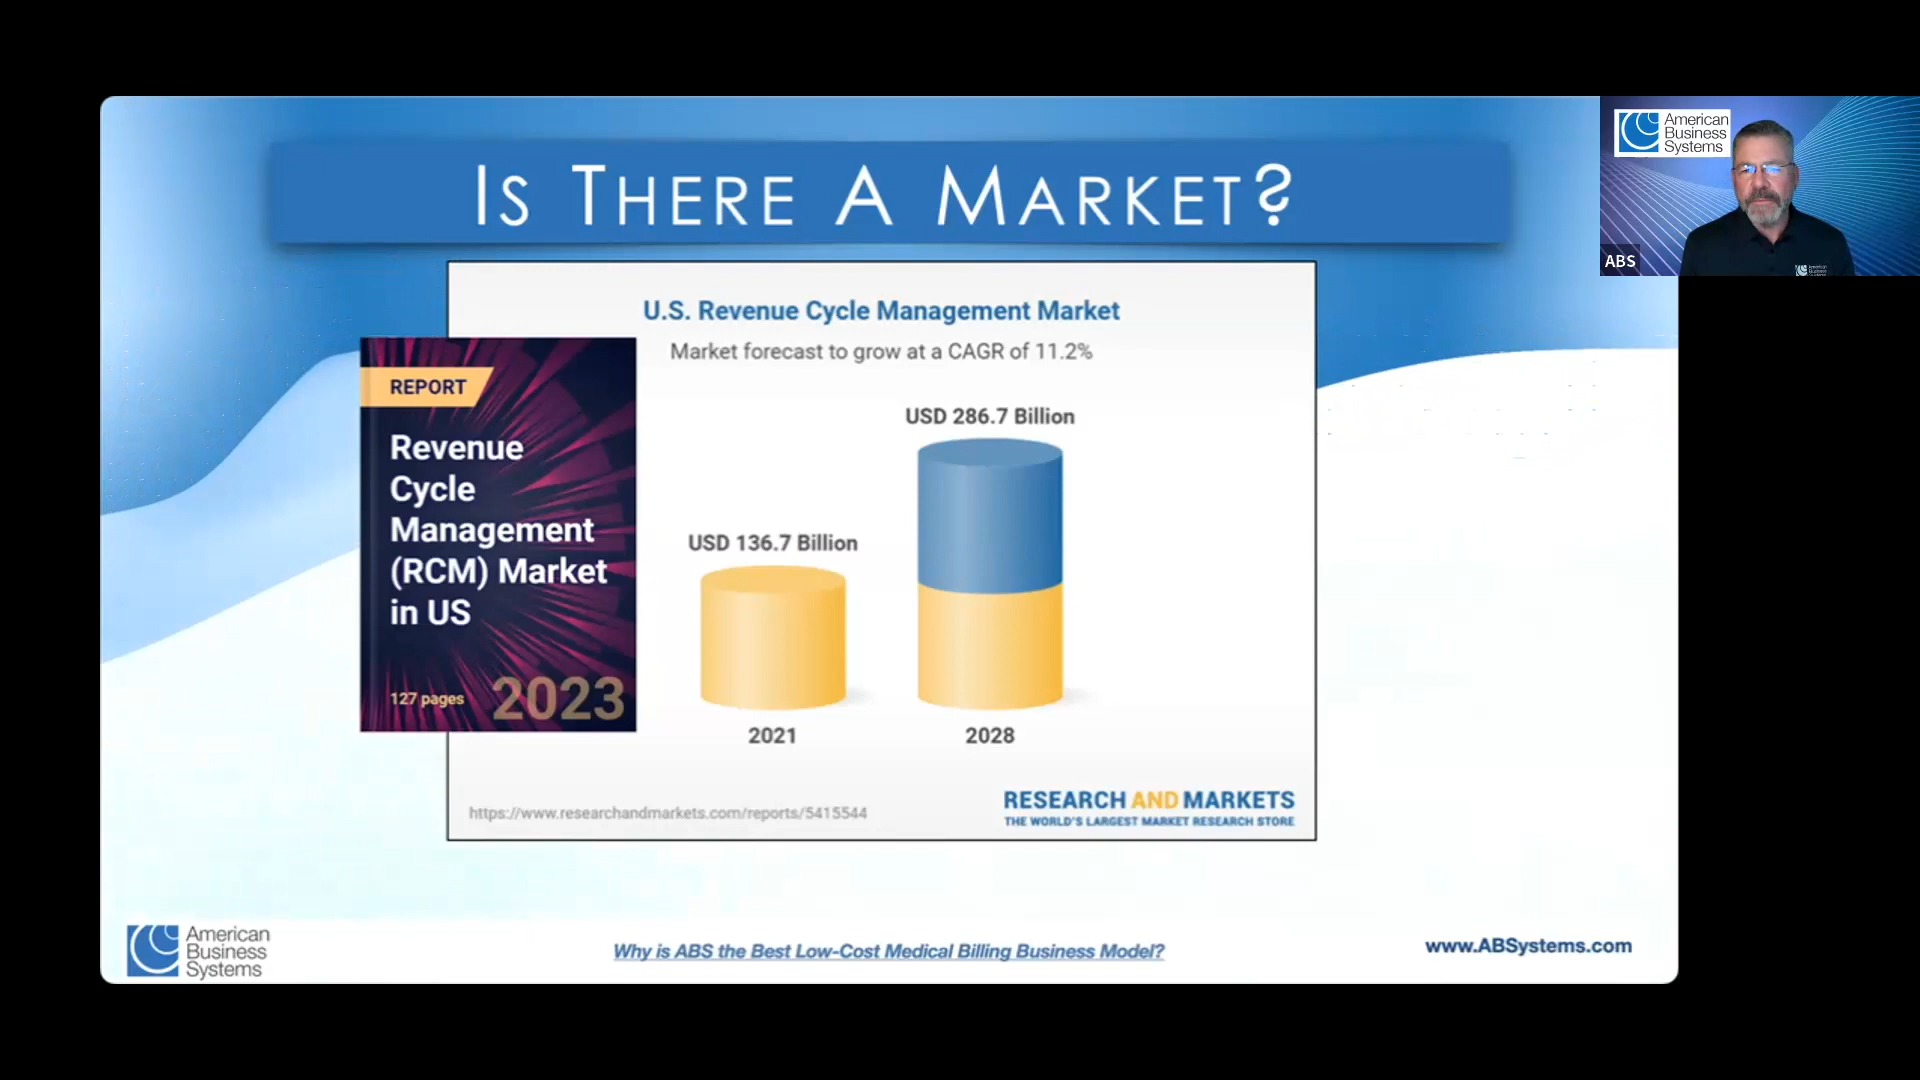 IS THERE A MARKET?
American
Business
Systems
ABS
U.S. Revenue Cycle Management Market
Market forecast to grow at a CAGR of 11.2%
REPORT
Revenue
Cycle
Management
(RCM) Market
in US
127 pages
2023
USD 136.7 Billion
USD 286.7 Billion
2021
2028
https://www.researchandmarkets.com/reports/5415544
RESEARCH AND MARKETS
THE WORLD'S LARGEST MARKET RESEARCH STORE
American
Business
Systems
Why is ABS the Best Low-Cost Medical Billing Business Model?
www.ABSystems.com